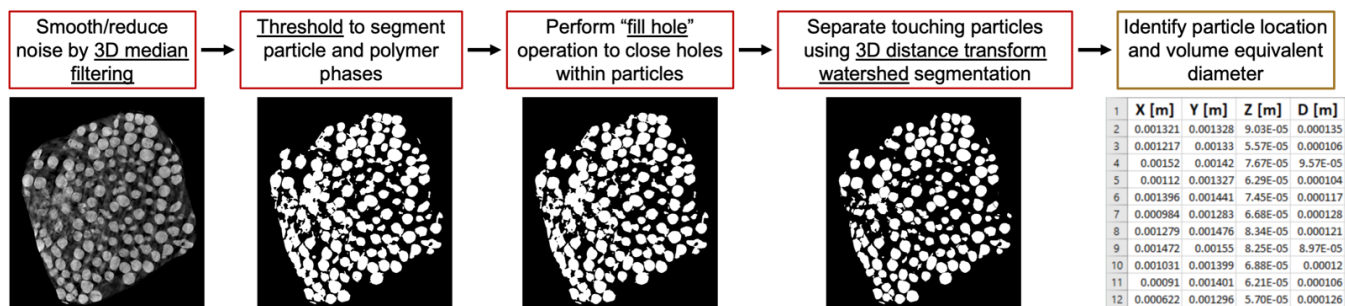 Smooth/reduce
noise by 3D median
filtering
Threshold to segment
particle and polymer
phases
Perform “fill hole”
operation to close holes
within particles
Separate touching particles
using 3D distance transform
watershed segmentation
Identify particle location
and volume equivalent
diameter
1 X [m] Y [m] Z [m] D [m]
2 0.001321 0.001328 9.03E-05 0.000135
3 0.001217 0.00133 5.57E-05 0.000106
4 0.00152 0.00142 7.67E-05 9.57E-05
5 0.00112 0.001327 6.29E-05 0.000104
6 0.001396 0.001441 7.45E-05 0.000117
7 0.000984 0.001283 6.68E-05 0.000128
8 0.001279 0.001476 8.34E-05 0.000121
9 0.001472 0.00155 8.25E-05 8.97E-05
10 0.001031 0.001399 6.88E-05 0.00012
11 0.00091 0.001401 6.21E-05 0.000106
12 0.000622 0.001296 5.70E-05 0.000126